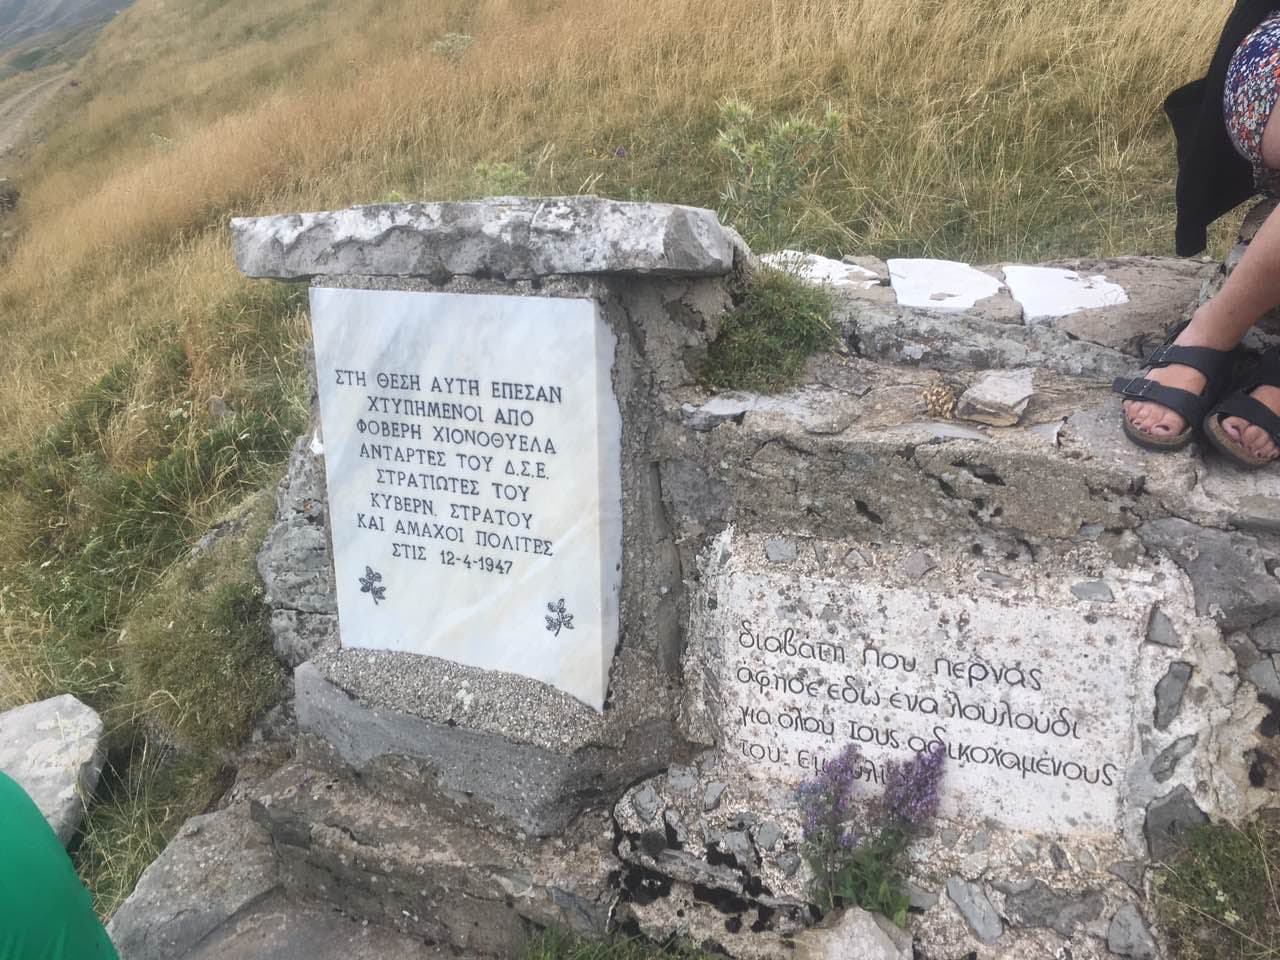 ΣΤΗ ΘΕΣΗ ΑΥΤΗ ΕΠΕΣΑΝ
ΧΤΥΠΗΜΕΝΟΙ ΑΠΟ
ΦΟΒΕΡΗ ΧΙΟΝΟΘΥΕΛΑ
ΑΝΤΑΡΤΕΣ ΤΟΥ Δ.Σ.Ε.
ΣΤΡΑΤΙΩΤΕΣ ΤΟΥ
ΚΥΒΕΡΝ. ΣΤΡΑΤΟΥ
ΚΑΙ ΑΜΑΧΟΙ ΠΟΛΙΤΕΣ
ΣΤΙΣ 12-4-1947
διαβάτη που περνάς
άφησε εδώ ένα λουλούδι
για όλου τους αδικοχαμένους
του